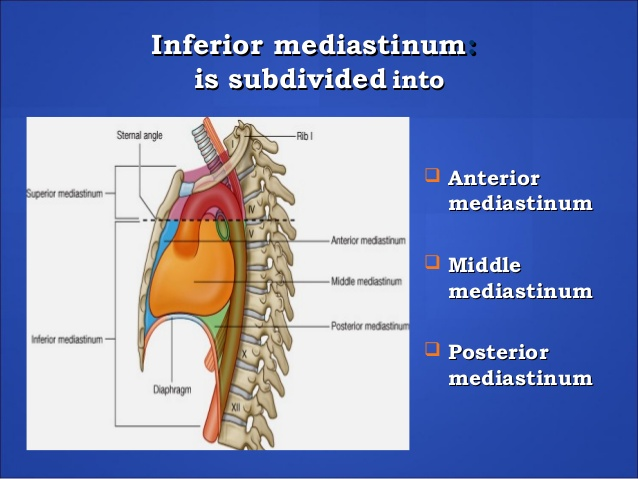 Inferior mediastinum:
is subdivided into
Sternal angle
Rib I
I
Superior mediastinum
IV
Anterior mediastinum
Middle mediastinum
Posterior mediastinum
Inferior mediastinum
X
Diaphragm
XII
Anterior
mediastinum
Middle
mediastinum
Posterior
mediastinum